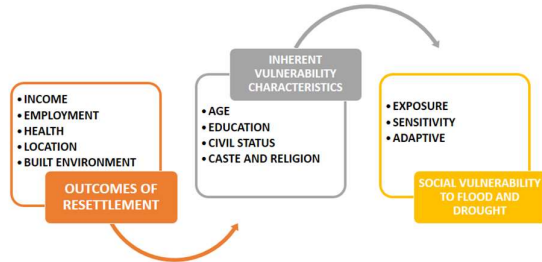 • INCOME
• EMPLOYMENT
• HEALTH
• LOCATION
• BUILT ENVIRONMENT
OUTCOMES OF
RESETTLEMENT
INHERENT
VULNERABILITY
CHARACTERISTICS
• AGE
• EDUCATION
• CIVIL STATUS
• CASTE AND RELIGION
• EXPOSURE
• SENSITIVITY
• ADAPTIVE
SOCIAL VULNERABILITY
TO FLOOD AND
DROUGHT